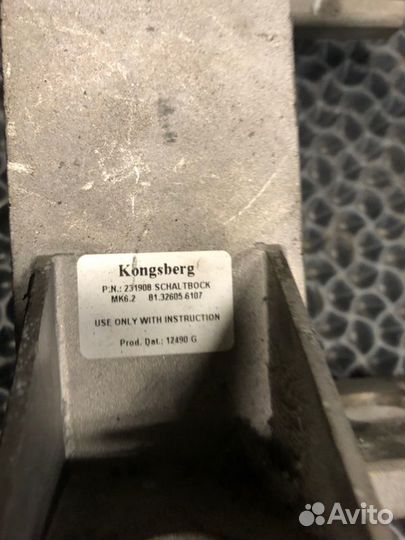 Kongsberg
P.N.: 231908 SCHALTBOCK
MK6.2 81.32605.6107
USE ONLY WITH INSTRUCTION
Prod. Dat.: 12490 G
Avito